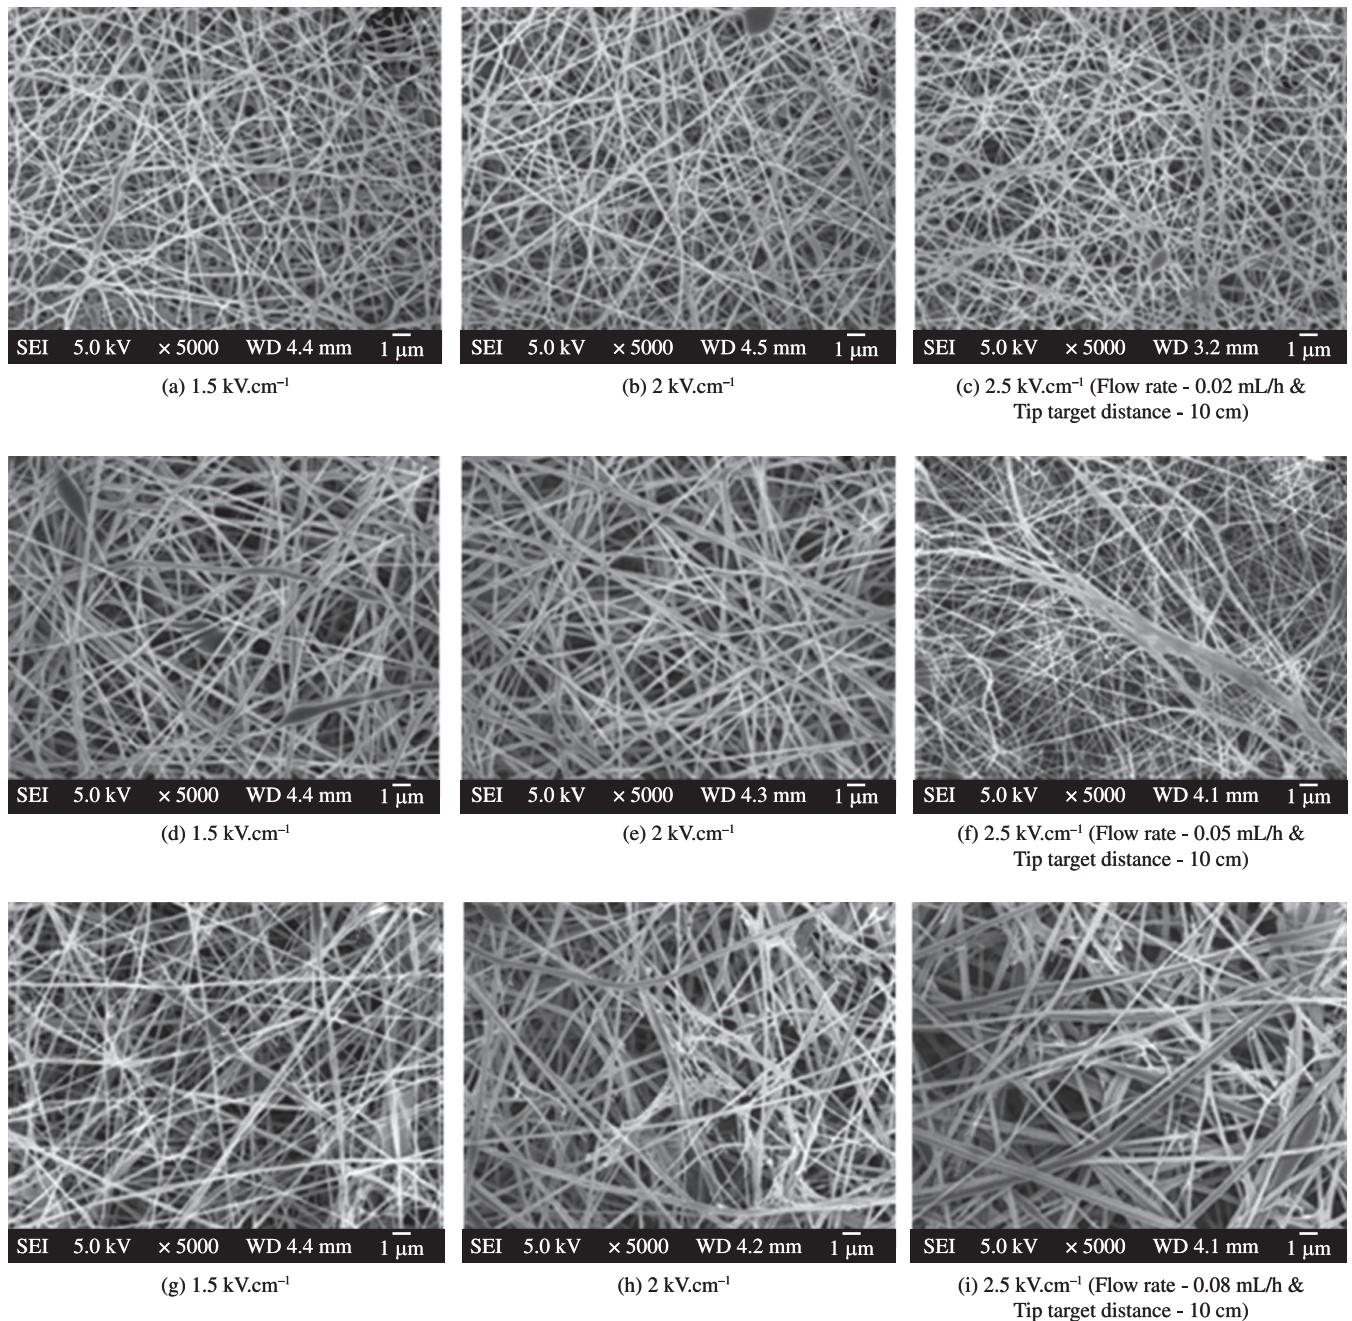 SEI 5.0 kV × 5000 WD 4.4 mm 1 μm
SEI 5.0 kV × 5000 WD 4.5 mm 1 μm
SEI 5.0 kV × 5000 WD 3.2 mm 1 μm
(a) 1.5 kV.cm⁻¹
(b) 2 kV.cm⁻¹
(c) 2.5 kV.cm⁻¹ (Flow rate - 0.02 mL/h &
Tip target distance - 10 cm)
SEI 5.0 kV × 5000 WD 4.4 mm 1 μm
SEI 5.0 kV × 5000 WD 4.3 mm 1 μm
SEI 5.0 kV × 5000 WD 4.1 mm 1 μm
(d) 1.5 kV.cm⁻¹
(e) 2 kV.cm⁻¹
(f) 2.5 kV.cm⁻¹ (Flow rate - 0.05 mL/h &
Tip target distance - 10 cm)
SEI 5.0 kV × 5000 WD 4.4 mm 1 μm
SEI 5.0 kV × 5000 WD 4.2 mm 1 μm
SEI 5.0 kV × 5000 WD 4.1 mm 1 μm
(g) 1.5 kV.cm⁻¹
(h) 2 kV.cm⁻¹
(i) 2.5 kV.cm⁻¹ (Flow rate - 0.08 mL/h &
Tip target distance - 10 cm)